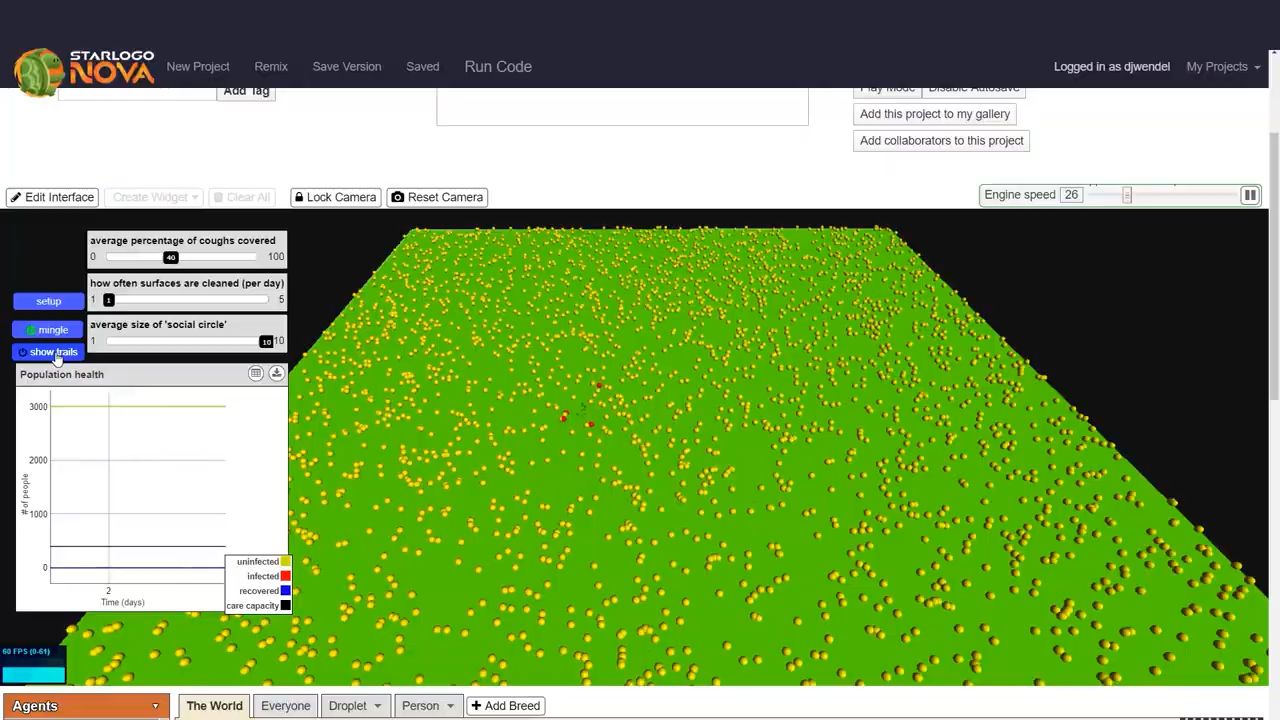 STARLOGO
NOVA
New Project
Remix
Save Version
Saved
Run Code
Logged in as djwendel
My Projects
Add Tag
Play Mode
Disable Autosave
Add this project to my gallery
Add collaborators to this project
Edit Interface
Create Widget
Clear All
Lock Camera
Reset Camera
Engine speed 26
average percentage of coughs covered
0 40 100
how often surfaces are cleaned (per day)
1 1 5
average size of 'social circle'
1 10 10
setup
mingle
show trails
Population health
3000
2000
1000
0
# of people
2
Time (days)
uninfected
infected
recovered
care capacity
60 FPS (0-61)
Agents
The World
Everyone
Droplet
Person
Add Breed